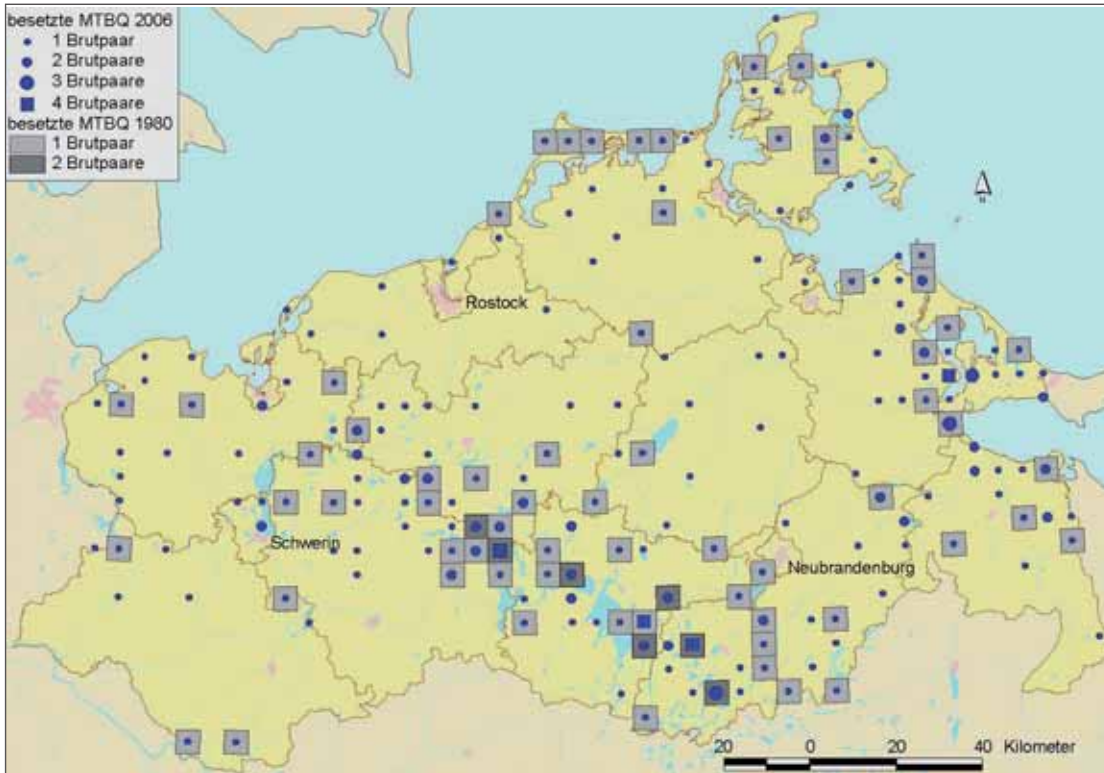 besetzte MTBQ 2006
1 Brutpaar
2 Brutpaare
3 Brutpaare
4 Brutpaare
besetzte MTBQ 1980
1 Brutpaar
2 Brutpaare
N
Rostock
Schwerin
Neubrandenburg
20 0 20 40 Kilometer